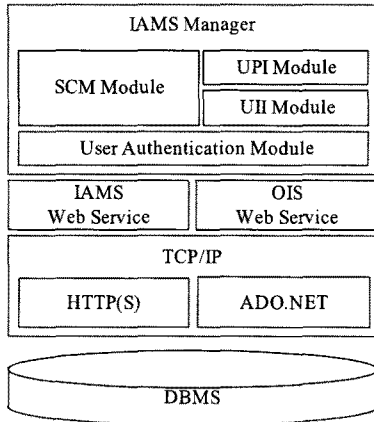 IAMS Manager
SCM Module
UPI Module
UII Module
User Authentication Module
IAMS
Web Service
OIS
Web Service
TCP/IP
HTTP(S)
ADO.NET
DBMS